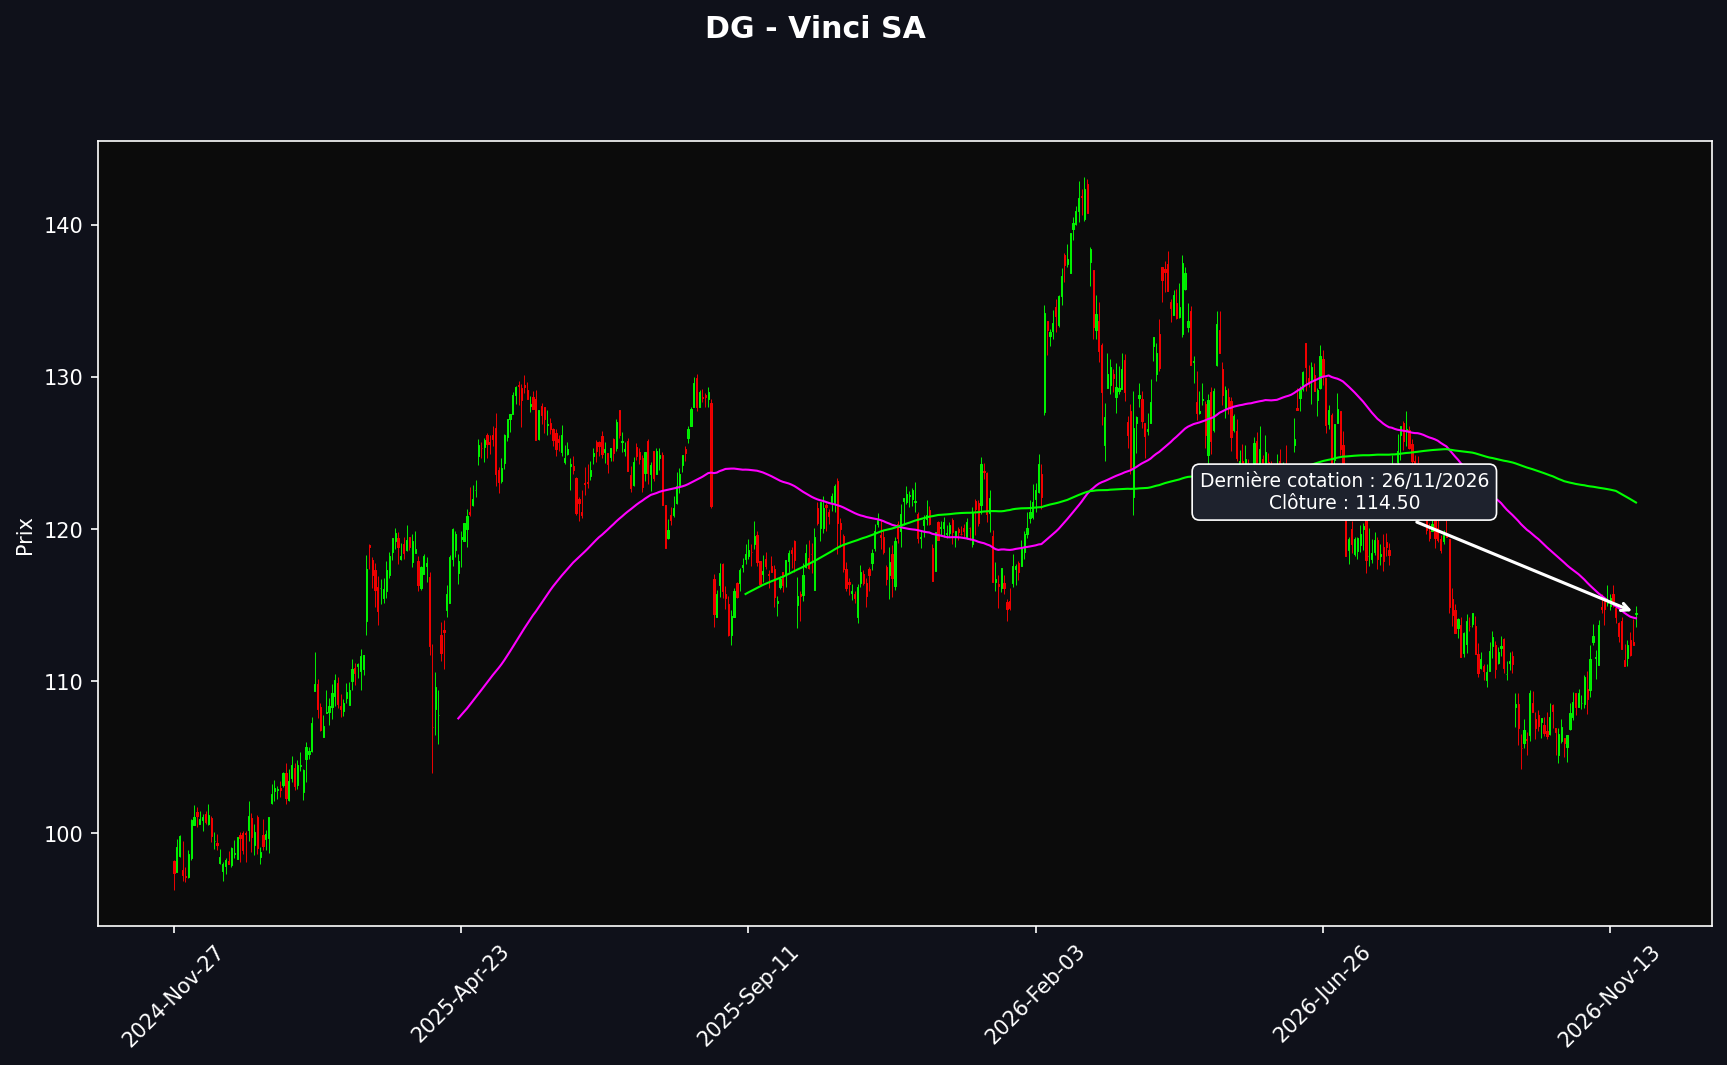 DG - Vinci SA
Prix
140
130
120
110
100
Dernière cotation : 26/11/2026
Clôture : 114.50
2024-Nov-27
2025-Apr-23
2025-Sep-11
2026-Feb-03
2026-Jun-26
2026-Nov-13